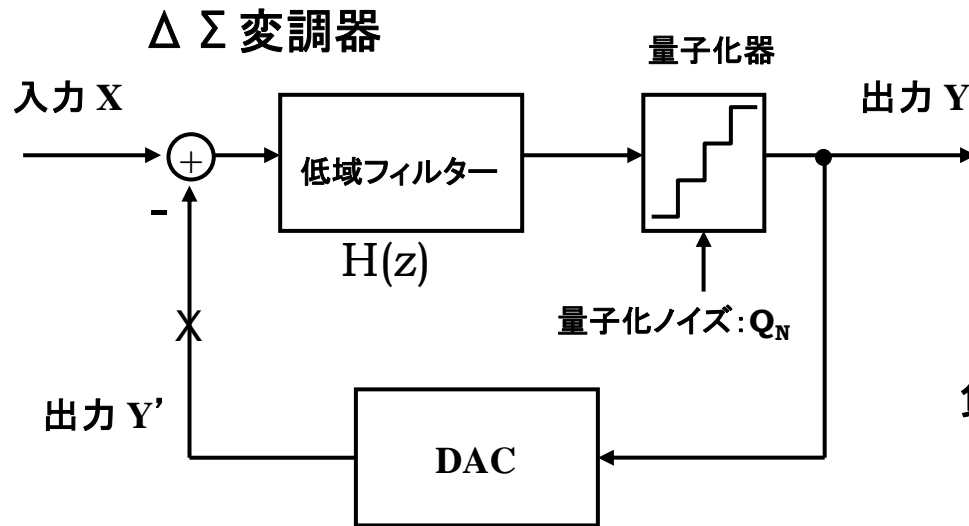 ΔΣ変調器
量子化器
入力 X
出力 Y
+
低域フィルター
-
H(z)
量子化ノイズ:QN
X
出力 Y’
DAC